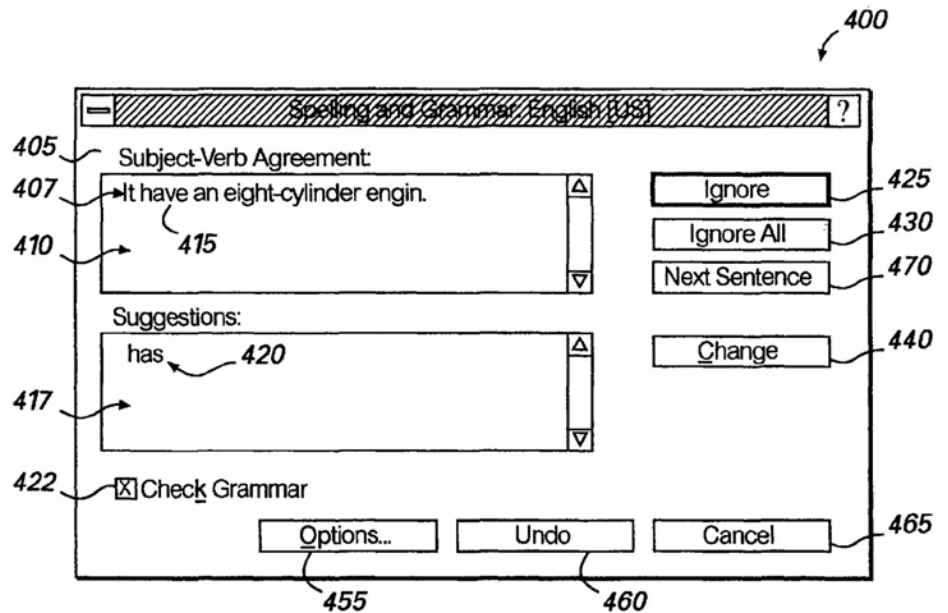 400
Spelling and Grammar: English [US] ?
405 Subject-Verb Agreement:
407 It have an eight-cylinder engin. Ignore 425
415
410 Ignore All 430
Next Sentence 470
Suggestions:
has 420 Change 440
417
422 X Check Grammar
Options... Undo Cancel 465
455 460